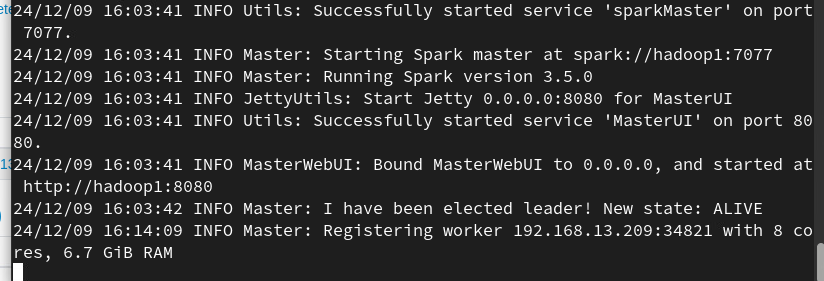 24/12/09 16:03:41 INFO Utils: Successfully started service 'sparkMaster' on port
7077.
24/12/09 16:03:41 INFO Master: Starting Spark master at spark://hadoop1:7077
24/12/09 16:03:41 INFO Master: Running Spark version 3.5.0
24/12/09 16:03:41 INFO JettyUtils: Start Jetty 0.0.0.0:8080 for MasterUI
24/12/09 16:03:41 INFO Utils: Successfully started service 'MasterUI' on port 80
80.
24/12/09 16:03:41 INFO MasterWebUI: Bound MasterWebUI to 0.0.0.0, and started at
http://hadoop1:8080
24/12/09 16:03:42 INFO Master: I have been elected leader! New state: ALIVE
24/12/09 16:14:09 INFO Master: Registering worker 192.168.13.209:34821 with 8 co
res, 6.7 GiB RAM